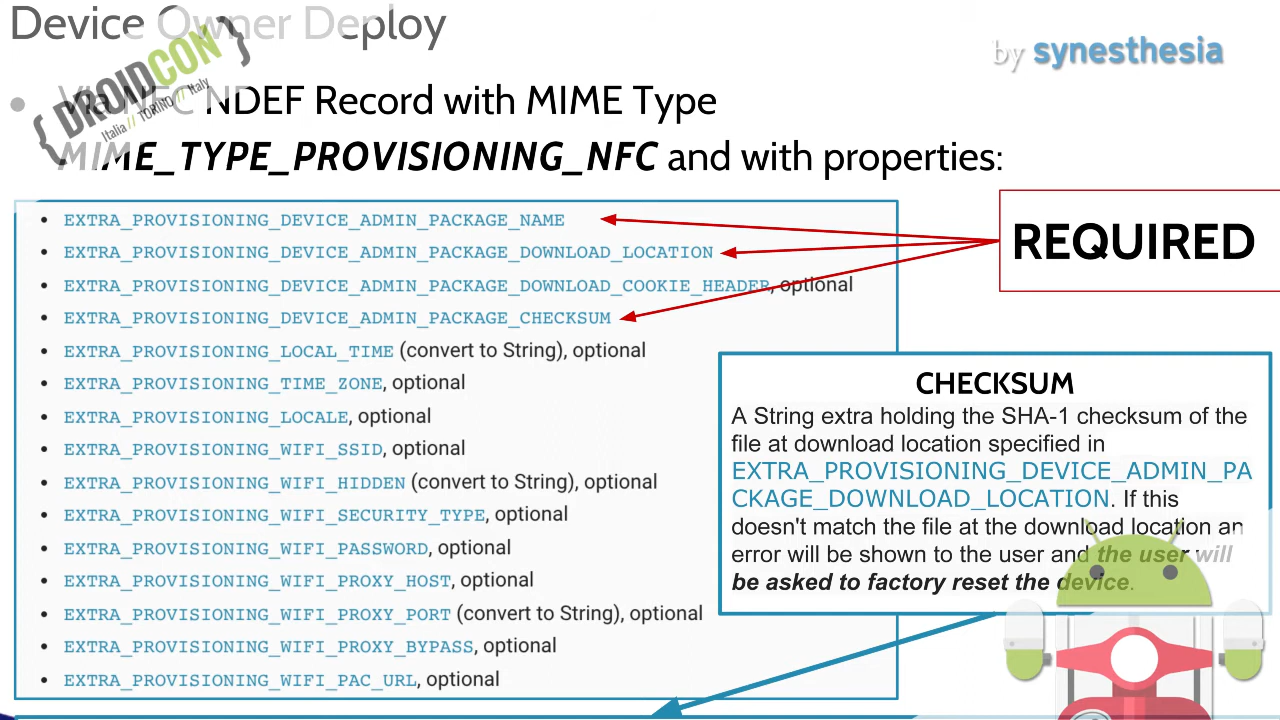 Device Owner Deploy
by synesthesia
{DROIDCON}
Italia // TORINO // Italy
• Via NFC NDEF Record with MIME Type
MIME_TYPE_PROVISIONING_NFC and with properties:
• EXTRA_PROVISIONING_DEVICE_ADMIN_PACKAGE_NAME
• EXTRA_PROVISIONING_DEVICE_ADMIN_PACKAGE_DOWNLOAD_LOCATION
• EXTRA_PROVISIONING_DEVICE_ADMIN_PACKAGE_DOWNLOAD_COOKIE_HEADER, optional
• EXTRA_PROVISIONING_DEVICE_ADMIN_PACKAGE_CHECKSUM
• EXTRA_PROVISIONING_LOCAL_TIME (convert to String), optional
• EXTRA_PROVISIONING_TIME_ZONE, optional
• EXTRA_PROVISIONING_LOCALE, optional
• EXTRA_PROVISIONING_WIFI_SSID, optional
• EXTRA_PROVISIONING_WIFI_HIDDEN (convert to String), optional
• EXTRA_PROVISIONING_WIFI_SECURITY_TYPE, optional
• EXTRA_PROVISIONING_WIFI_PASSWORD, optional
• EXTRA_PROVISIONING_WIFI_PROXY_HOST, optional
• EXTRA_PROVISIONING_WIFI_PROXY_PORT (convert to String), optional
• EXTRA_PROVISIONING_WIFI_PROXY_BYPASS, optional
• EXTRA_PROVISIONING_WIFI_PAC_URL, optional
REQUIRED
CHECKSUM
A String extra holding the SHA-1 checksum of the
file at download location specified in
EXTRA_PROVISIONING_DEVICE_ADMIN_PA
CKAGE_DOWNLOAD_LOCATION. If this
doesn't match the file at the download location an
error will be shown to the user and the user will
be asked to factory reset the device.